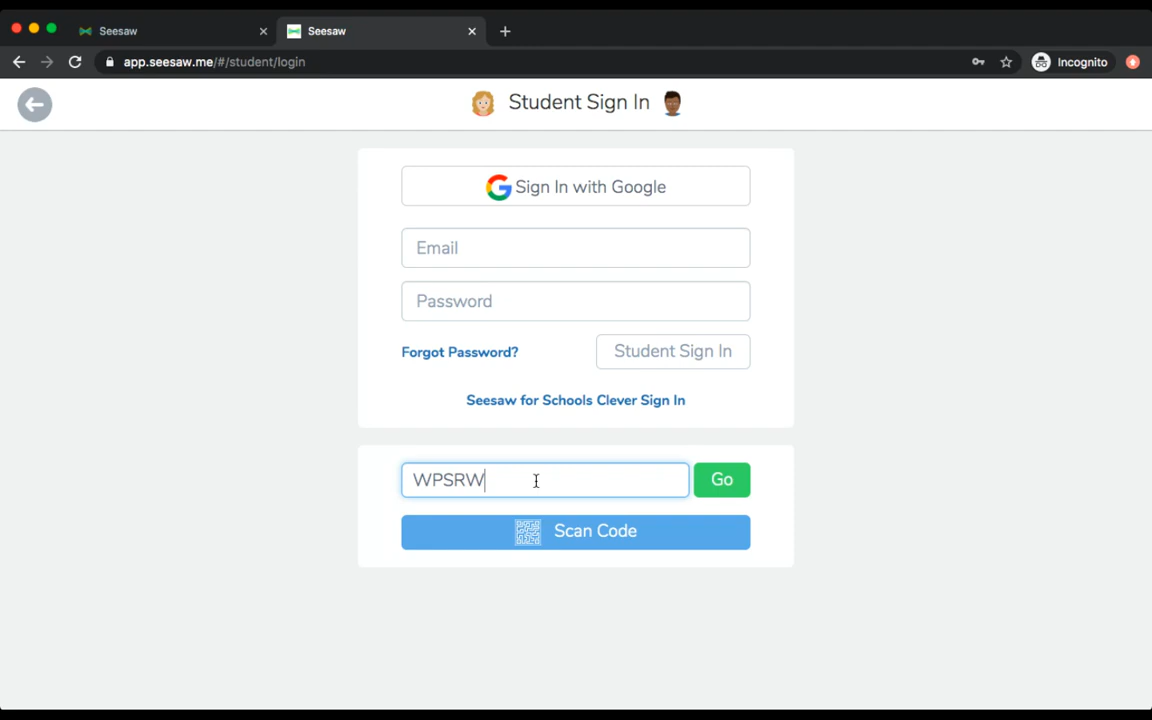 Seesaw
Seesaw
app.seesaw.me/#/student/login
Incognito
Student Sign In
Sign In with Google
Email
Password
Forgot Password?
Student Sign In
Seesaw for Schools Clever Sign In
WPSRW
Go
Scan Code